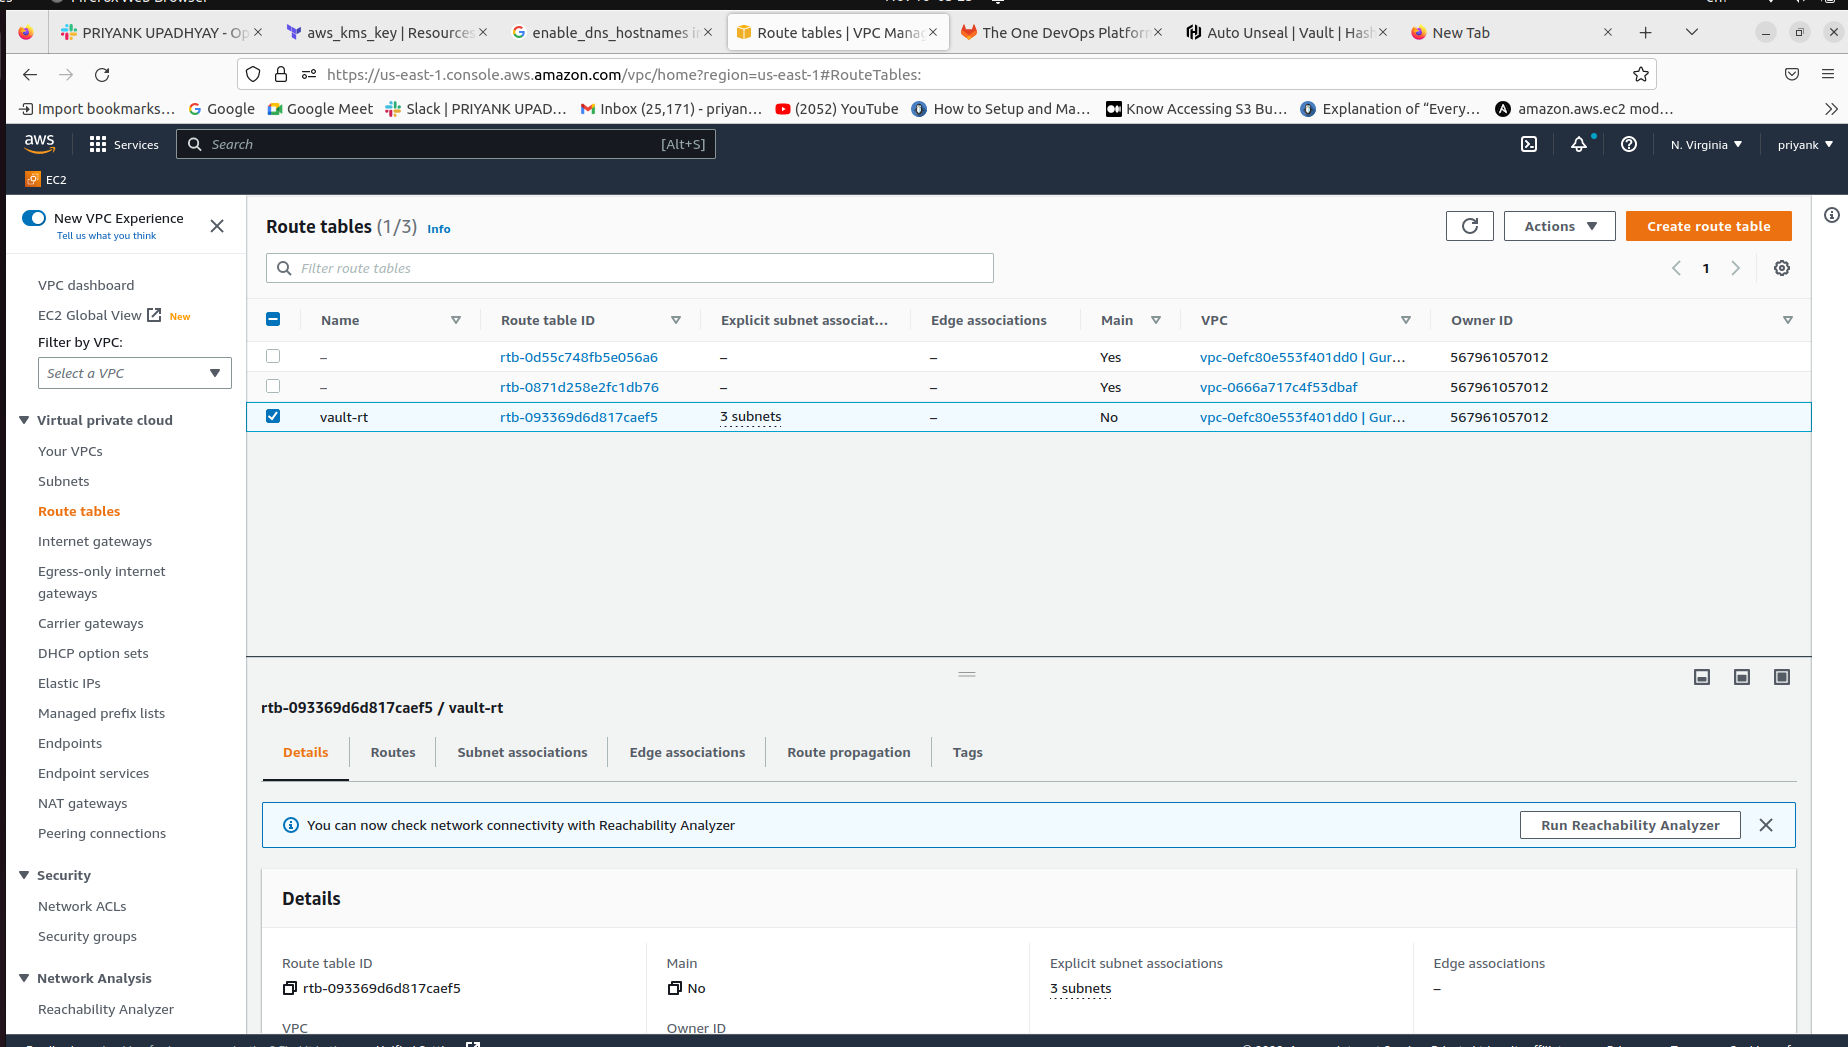 PRIYANK UPADHYAY - Op
aws_kms_key | Resources
enable_dns_hostnames i
Route tables | VPC Mana
The One DevOps Platfor
Auto Unseal | Vault | Has
New Tab
https://us-east-1.console.aws.amazon.com/vpc/home?region=us-east-1#RouteTables:
Import bookmarks... Google Google Meet Slack | PRIYANK UPAD... Inbox (25,171) - priyan... (2052) YouTube How to Setup and Ma... Know Accessing S3 Bu... Explanation of “Every... amazon.aws.ec2 mod...
aws Services Search [Alt+S] N. Virginia priyank
EC2
New VPC Experience
Tell us what you think
VPC dashboard
EC2 Global View New
Filter by VPC:
Select a VPC
Virtual private cloud
Your VPCs
Subnets
Route tables
Internet gateways
Egress-only internet
gateways
Carrier gateways
DHCP option sets
Elastic IPs
Managed prefix lists
Endpoints
Endpoint services
NAT gateways
Peering connections
Security
Network ACLs
Security groups
Network Analysis
Reachability Analyzer
Route tables (1/3) Info
Actions Create route table
Filter route tables
1
Name Route table ID Explicit subnet associat... Edge associations Main VPC Owner ID
– rtb-0d55c748fb5e056a6 – – Yes vpc-0efc80e553f401dd0 | Gur... 567961057012
– rtb-0871d258e2fc1db76 – – Yes vpc-0666a717c4f53dbaf 567961057012
vault-rt rtb-093369d6d817caef5 3 subnets – No vpc-0efc80e553f401dd0 | Gur... 567961057012
rtb-093369d6d817caef5 / vault-rt
Details Routes Subnet associations Edge associations Route propagation Tags
You can now check network connectivity with Reachability Analyzer Run Reachability Analyzer
Details
Route table ID Main Explicit subnet associations Edge associations
rtb-093369d6d817caef5 No 3 subnets –
VPC Owner ID